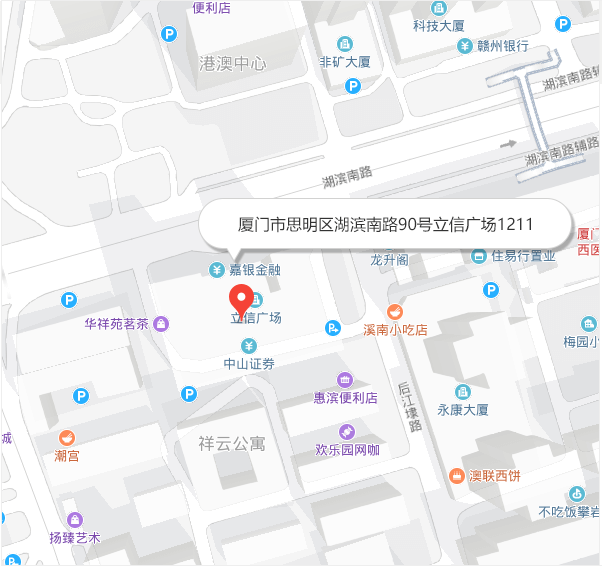 便利店
科技大厦
赣州银行
港澳中心
非矿大厦
P
P
P
湖滨南路辅
湖滨南路辅路
湖滨南路
厦门市思明区湖滨南路90号立信广场1211
厦门
西医
龙升阁
住易行置业
嘉银金融
P
P
立信广场
华祥苑茗茶
P
溪南小吃店
梅园小
中山证券
惠滨便利店
P
P
后江埭路
永康大厦
城
潮宫
祥云公寓
欢乐园网咖
澳联西饼
不吃饭攀岩
扬臻艺术
P